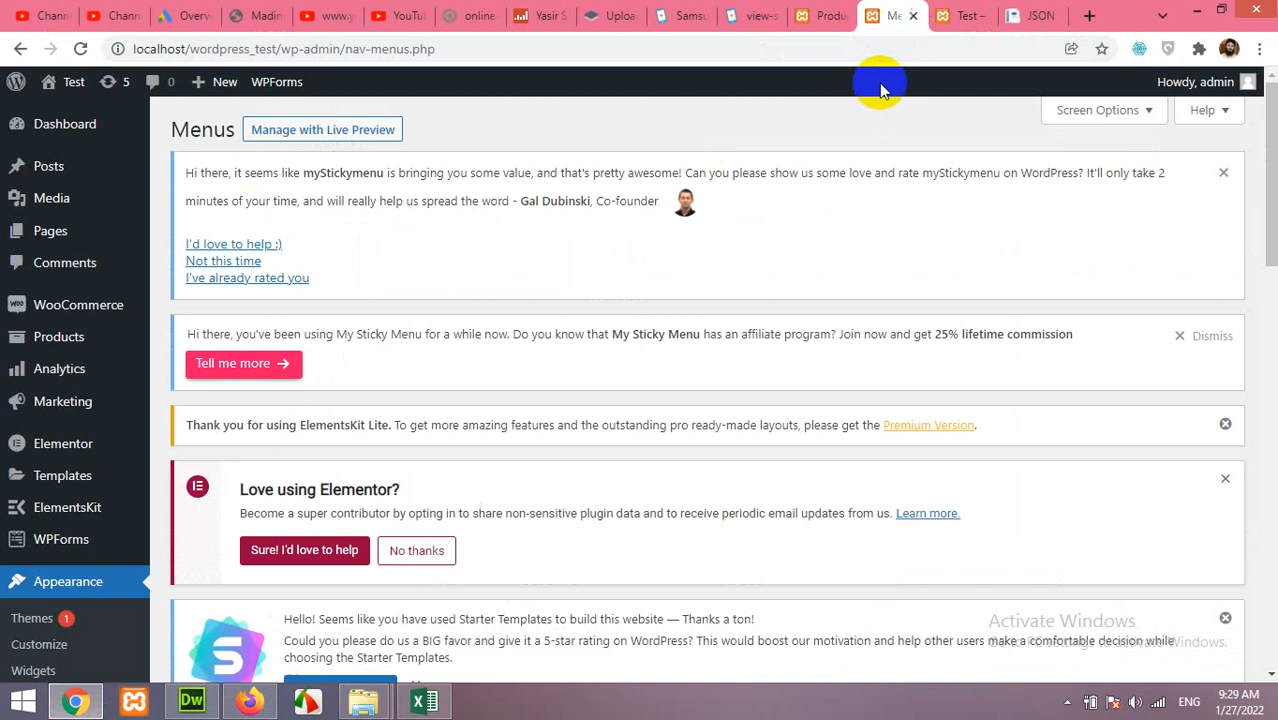 Chann
Chann
Overv
Madin
www.y
YouTu
online
Yasir S
Uploa
Samsu
view-s
Produ
Me
Test –
JSON
localhost/wordpress_test/wp-admin/nav-menus.php
Test
5
0
New
WPForms
Howdy, admin
Screen Options
Help
Dashboard
Posts
Media
Pages
Comments
WooCommerce
Products
Analytics
Marketing
Elementor
Templates
ElementsKit
WPForms
Appearance
Themes 1
Customize
Widgets
Menus
Manage with Live Preview
Hi there, it seems like myStickymenu is bringing you some value, and that's pretty awesome! Can you please show us some love and rate myStickymenu on WordPress? It'll only take 2
minutes of your time, and will really help us spread the word - Gal Dubinski, Co-founder
I'd love to help :)
Not this time
I've already rated you
Hi there, you've been using My Sticky Menu for a while now. Do you know that My Sticky Menu has an affiliate program? Join now and get 25% lifetime commission
Dismiss
Tell me more
Thank you for using ElementsKit Lite. To get more amazing features and the outstanding pro ready-made layouts, please get the Premium Version.
Love using Elementor?
Become a super contributor by opting in to share non-sensitive plugin data and to receive periodic email updates from us. Learn more.
Sure! I'd love to help
No thanks
Hello! Seems like you have used Starter Templates to build this website — Thanks a ton!
Could you please do us a BIG favor and give it a 5-star rating on WordPress? This would boost our motivation and help other users make a comfortable decision while
choosing the Starter Templates.
Activate Windows
Go to PC settings to activate Windows.
Dw
ENG
9:29 AM
1/27/2022